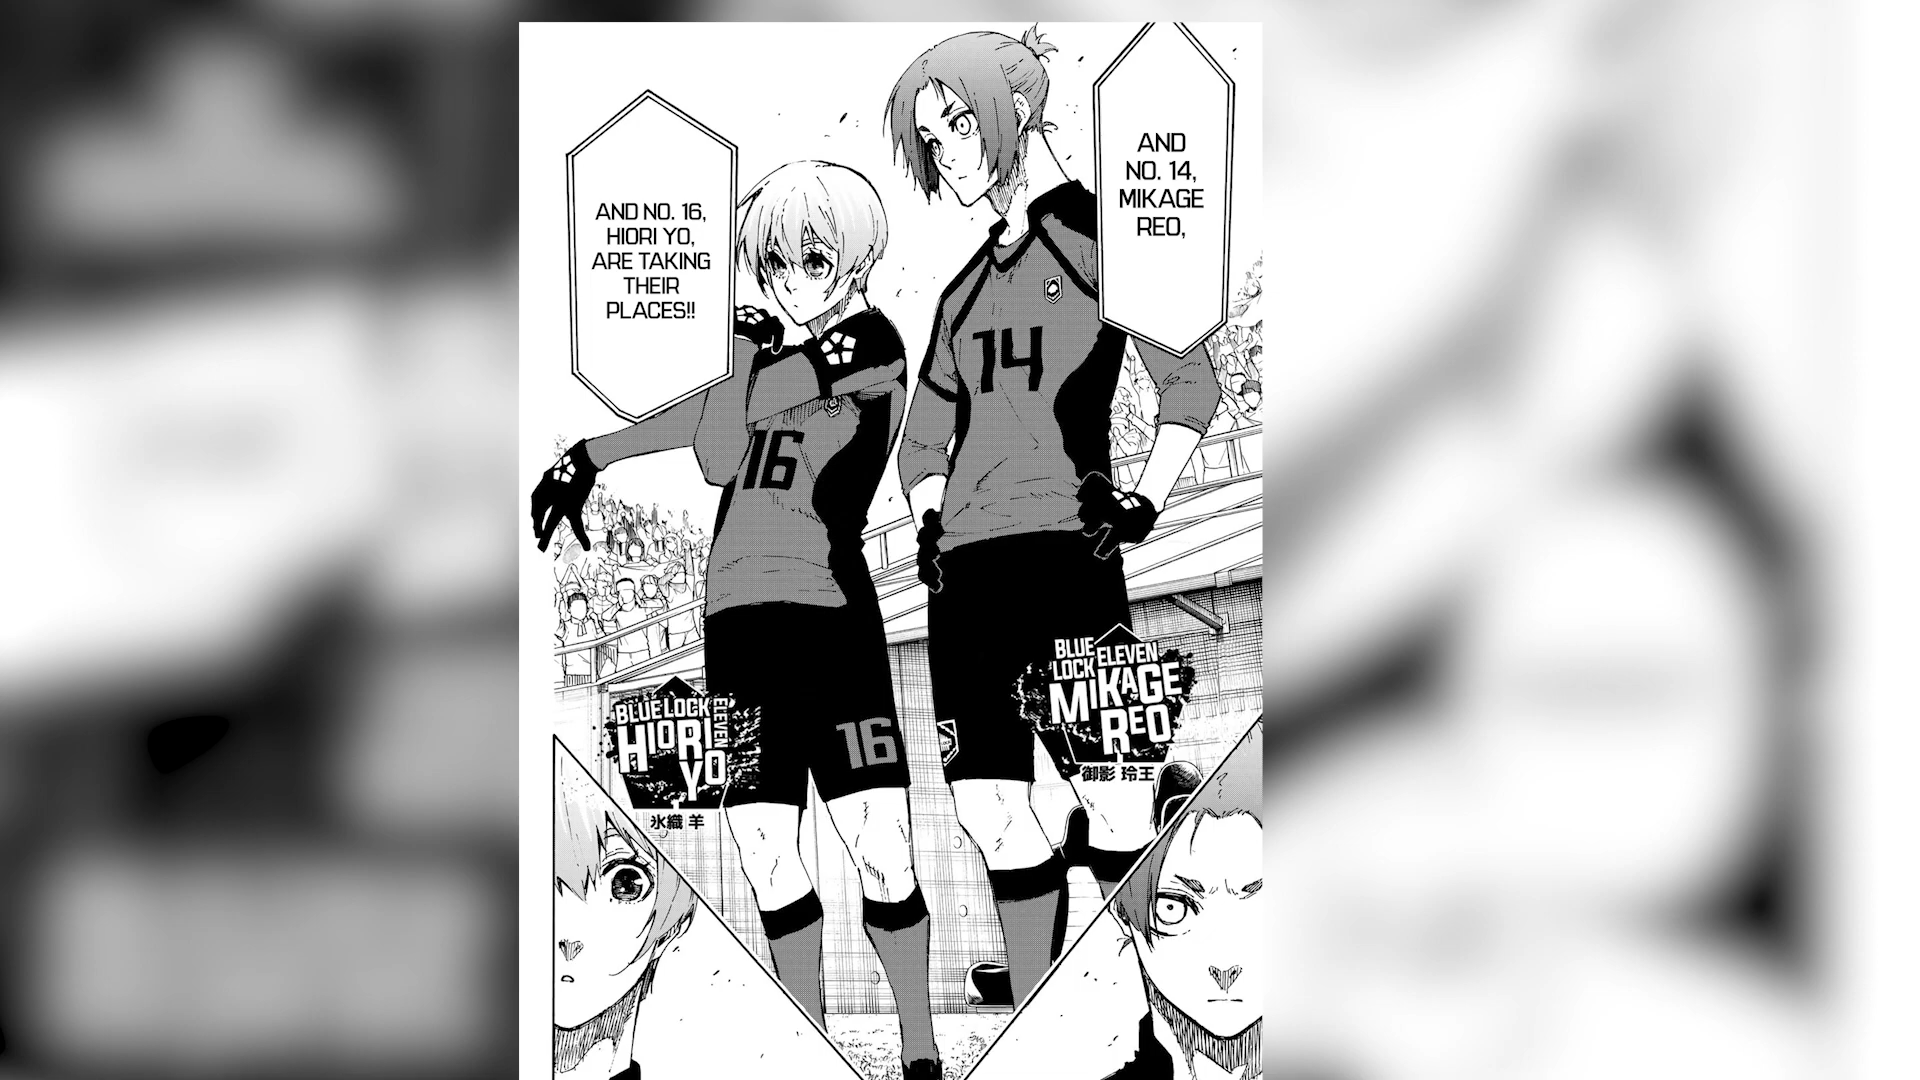 AND
NO. 14,
MIKAGE
REO,
AND NO. 16,
HIORI YO,
ARE TAKING
THEIR
PLACES!!
14
16
16
BLUE LOCK ELEVEN
MIKAGE
REO
御影 玲王
BLUE LOCK ELEVEN
HIORI
YO
氷織 羊